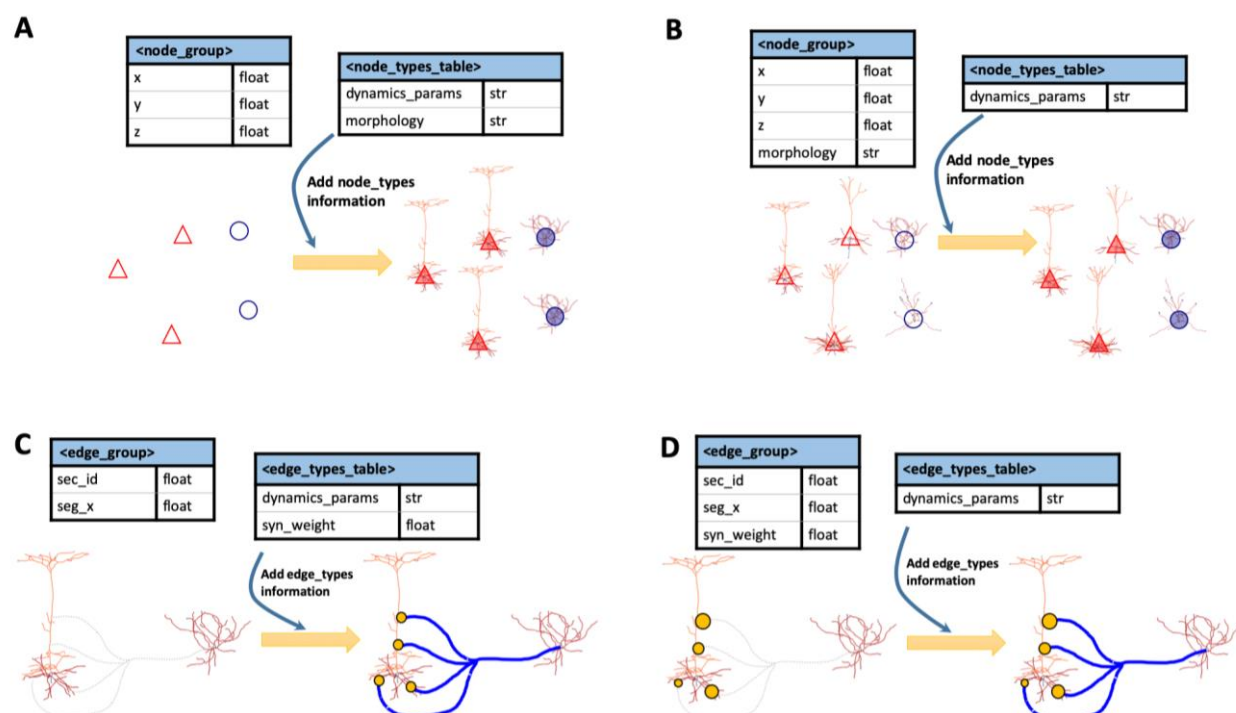 A
<node_group>
x float
y float
z float
<node_types_table>
dynamics_params str
morphology str
Add node_types
information
B
<node_group>
x float
y float
z float
morphology str
<node_types_table>
dynamics_params str
Add node_types
information
C
<edge_group>
sec_id float
seg_x float
<edge_types_table>
dynamics_params str
syn_weight float
Add edge_types
information
D
<edge_group>
sec_id float
seg_x float
syn_weight float
<edge_types_table>
dynamics_params str
Add edge_types
information